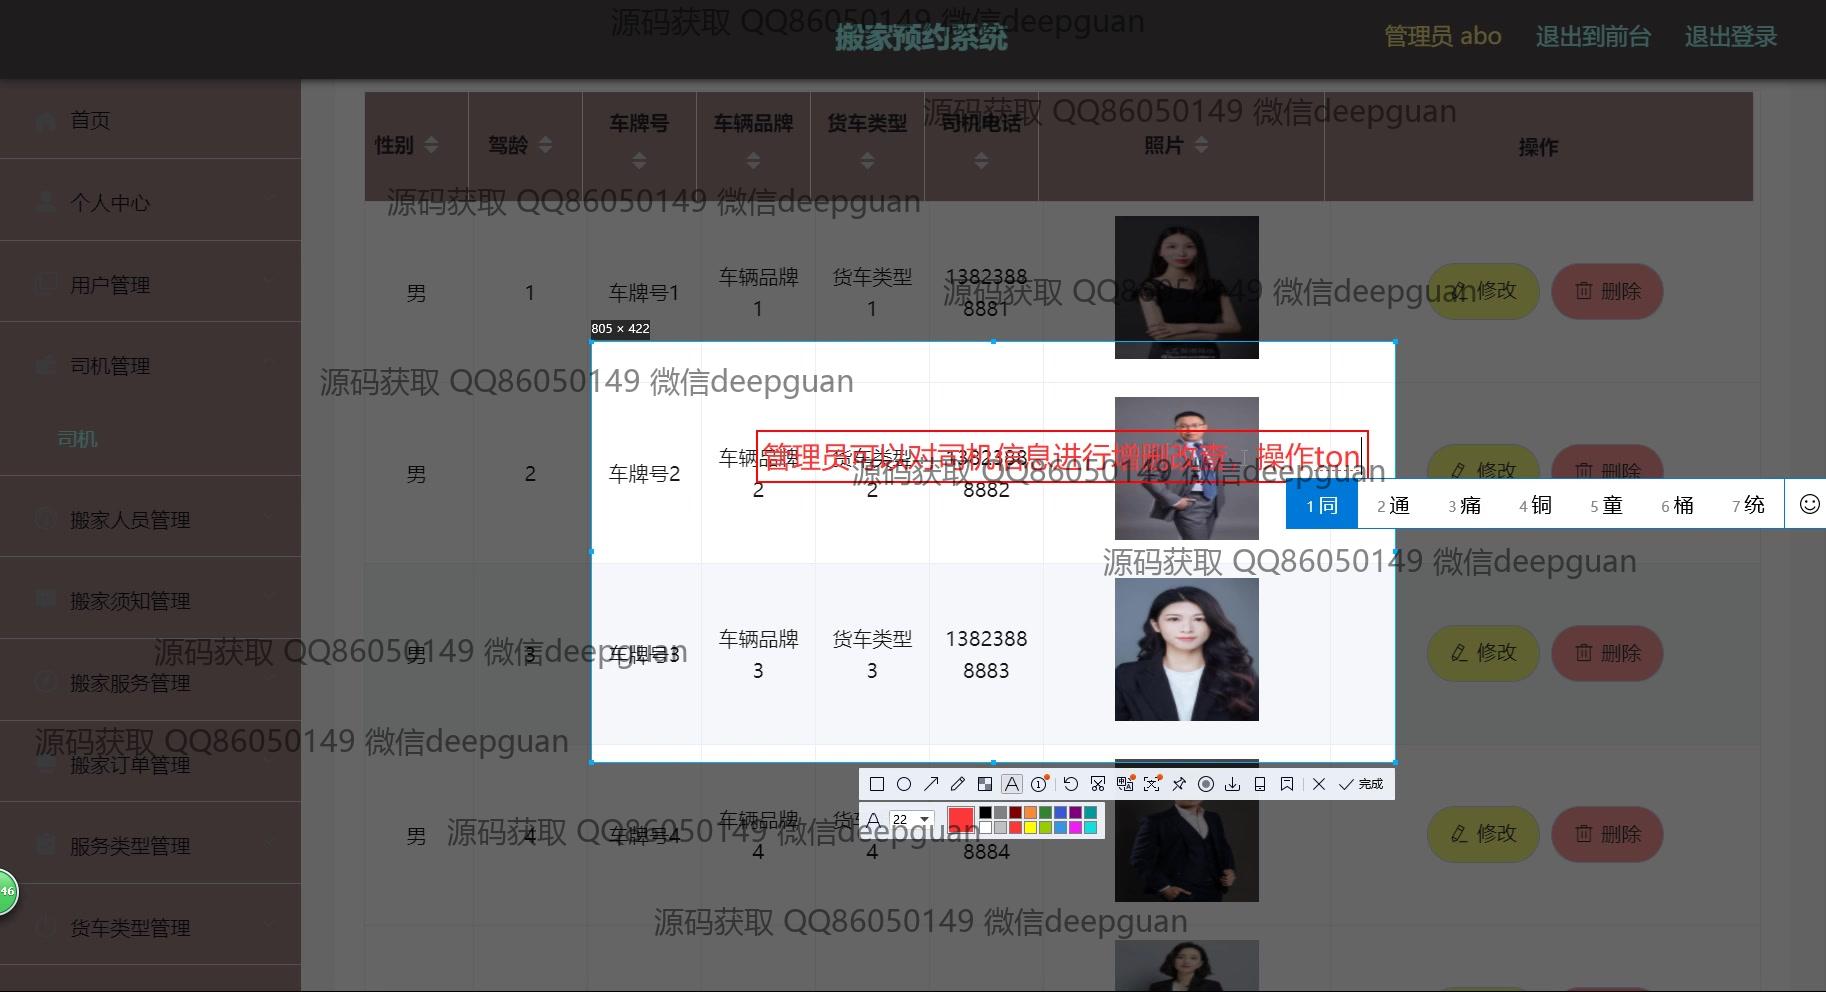 源码获取 QQ86050149 微信deepguan
搬家预约系统
管理员 abo
退出到前台
退出登录
首页
个人中心
用户管理
司机管理
司机
搬家人员管理
搬家须知管理
搬家服务管理
搬家订单管理
服务类型管理
货车类型管理
性别
驾龄
车牌号
车辆品牌
货车类型
司机电话
照片
操作
源码获取 QQ86050149 微信deepguan
源码获取 QQ86050149 微信deepguan
男
1
车牌号1
车辆品牌
1
货车类型
1
1382388
8881
修改
删除
源码获取 QQ86050149 微信deepguan
805 × 422
源码获取 QQ86050149 微信deepguan
男
2
车牌号2
车辆品牌
2
货车类型
2
1382388
8882
修改
删除
管理员可以对司机信息进行增删改查，操作ton
源码获取 QQ86050149 微信deepguan
1 同
2 通
3 痛
4 铜
5 童
6 桶
7 统
源码获取 QQ86050149 微信deepguan
男
3
车牌号3
车辆品牌
3
货车类型
3
1382388
8883
修改
删除
源码获取 QQ86050149 微信deepguan
源码获取 QQ86050149 微信deepguan
完成
A
22
男
4
车牌号4
车辆品牌
4
4
8884
修改
删除
源码获取 QQ86050149 微信deepguan
46
源码获取 QQ86050149 微信deepguan